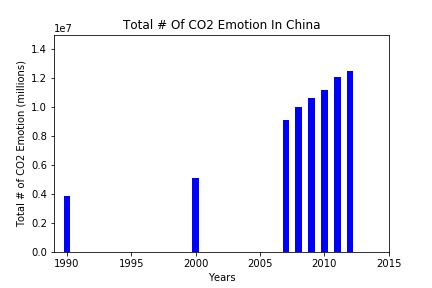 Total # Of CO2 Emotion In China
1e7
1.4
1.2
1.0
0.8
0.6
0.4
0.2
0.0
Total # of CO2 Emotion (millions)
1990 1995 2000 2005 2010 2015
Years